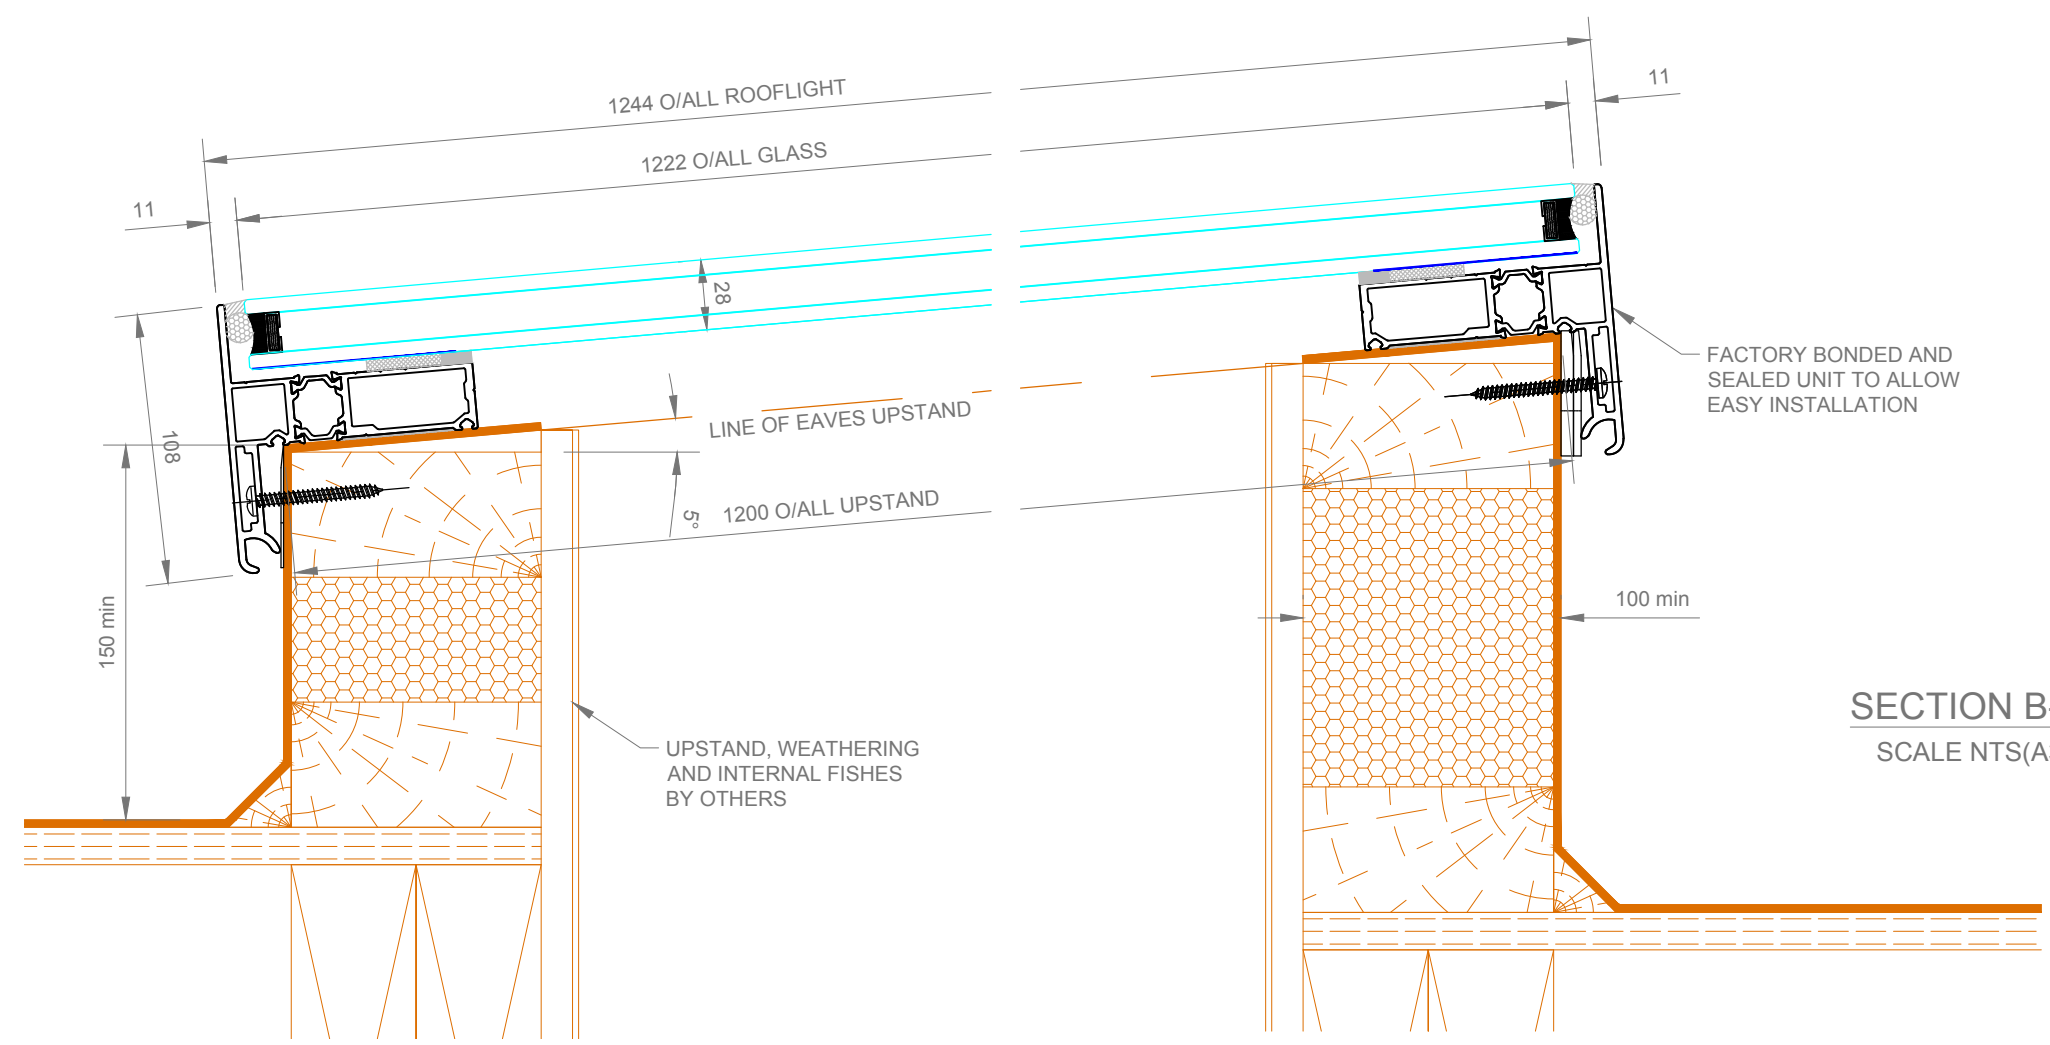 1244 O/ALL ROOFLIGHT
11
1222 O/ALL GLASS
11
28
108
LINE OF EAVES UPSTAND
FACTORY BONDED AND
SEALED UNIT TO ALLOW
EASY INSTALLATION
5°
1200 O/ALL UPSTAND
150 min
100 min
UPSTAND, WEATHERING
AND INTERNAL FISHES
BY OTHERS
SECTION B-
SCALE NTS(A